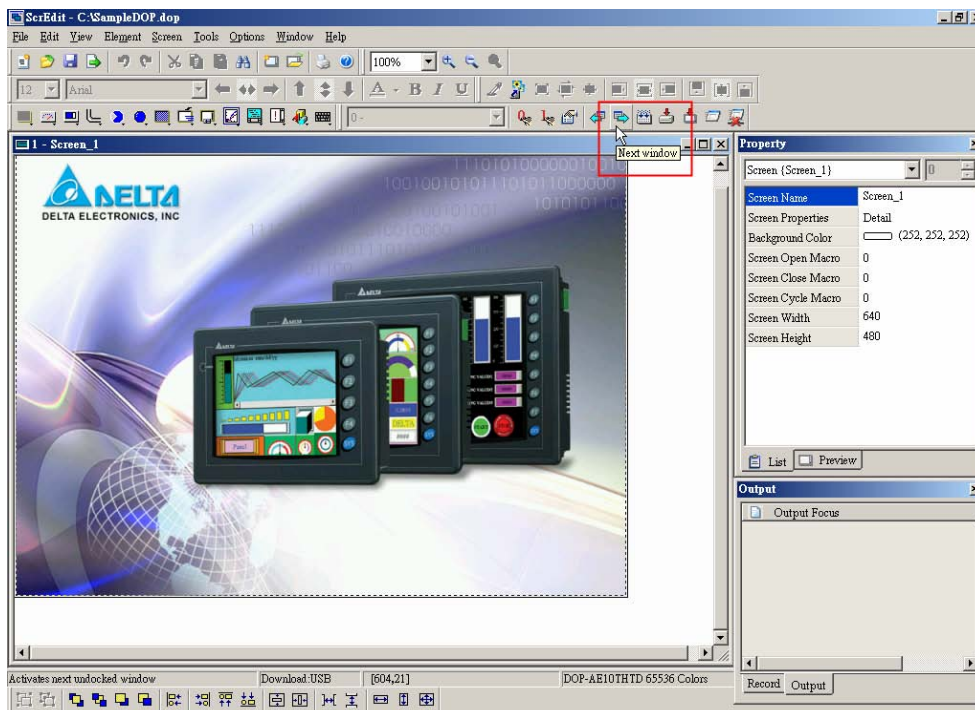 ScrEdit - C:\SampleDOP.dop
File Edit View Element Screen Tools Options Window Help
100%
12 Arial
A - B I U
0 -
1 - Screen_1
Next window
DELTA
DELTA ELECTRONICS, INC
Property
Screen {Screen_1}
0
Screen Name Screen_1
Screen Properties Detail
Background Color (252, 252, 252)
Screen Open Macro 0
Screen Close Macro 0
Screen Cycle Macro 0
Screen Width 640
Screen Height 480
List Preview
Output
Output Focus
Record Output
Activates next undocked window Download:USB [604,21] DOP-AE10THTD 65536 Colors